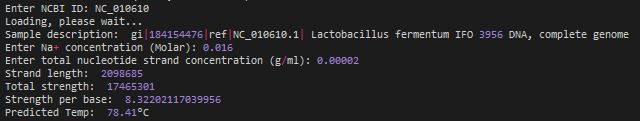 Enter NCBI ID: NC_010610
Loading, please wait...
Sample description:  gi|184154476|ref|NC_010610.1| Lactobacillus fermentum IFO 3956 DNA, complete genome
Enter Na+ concentration (Molar): 0.016
Enter total nucleotide strand concentration (g/ml): 0.00002
Strand length:  2098685
Total strength:  17465301
Strength per base:  8.32202117039956
Predicted Temp:  78.41°C